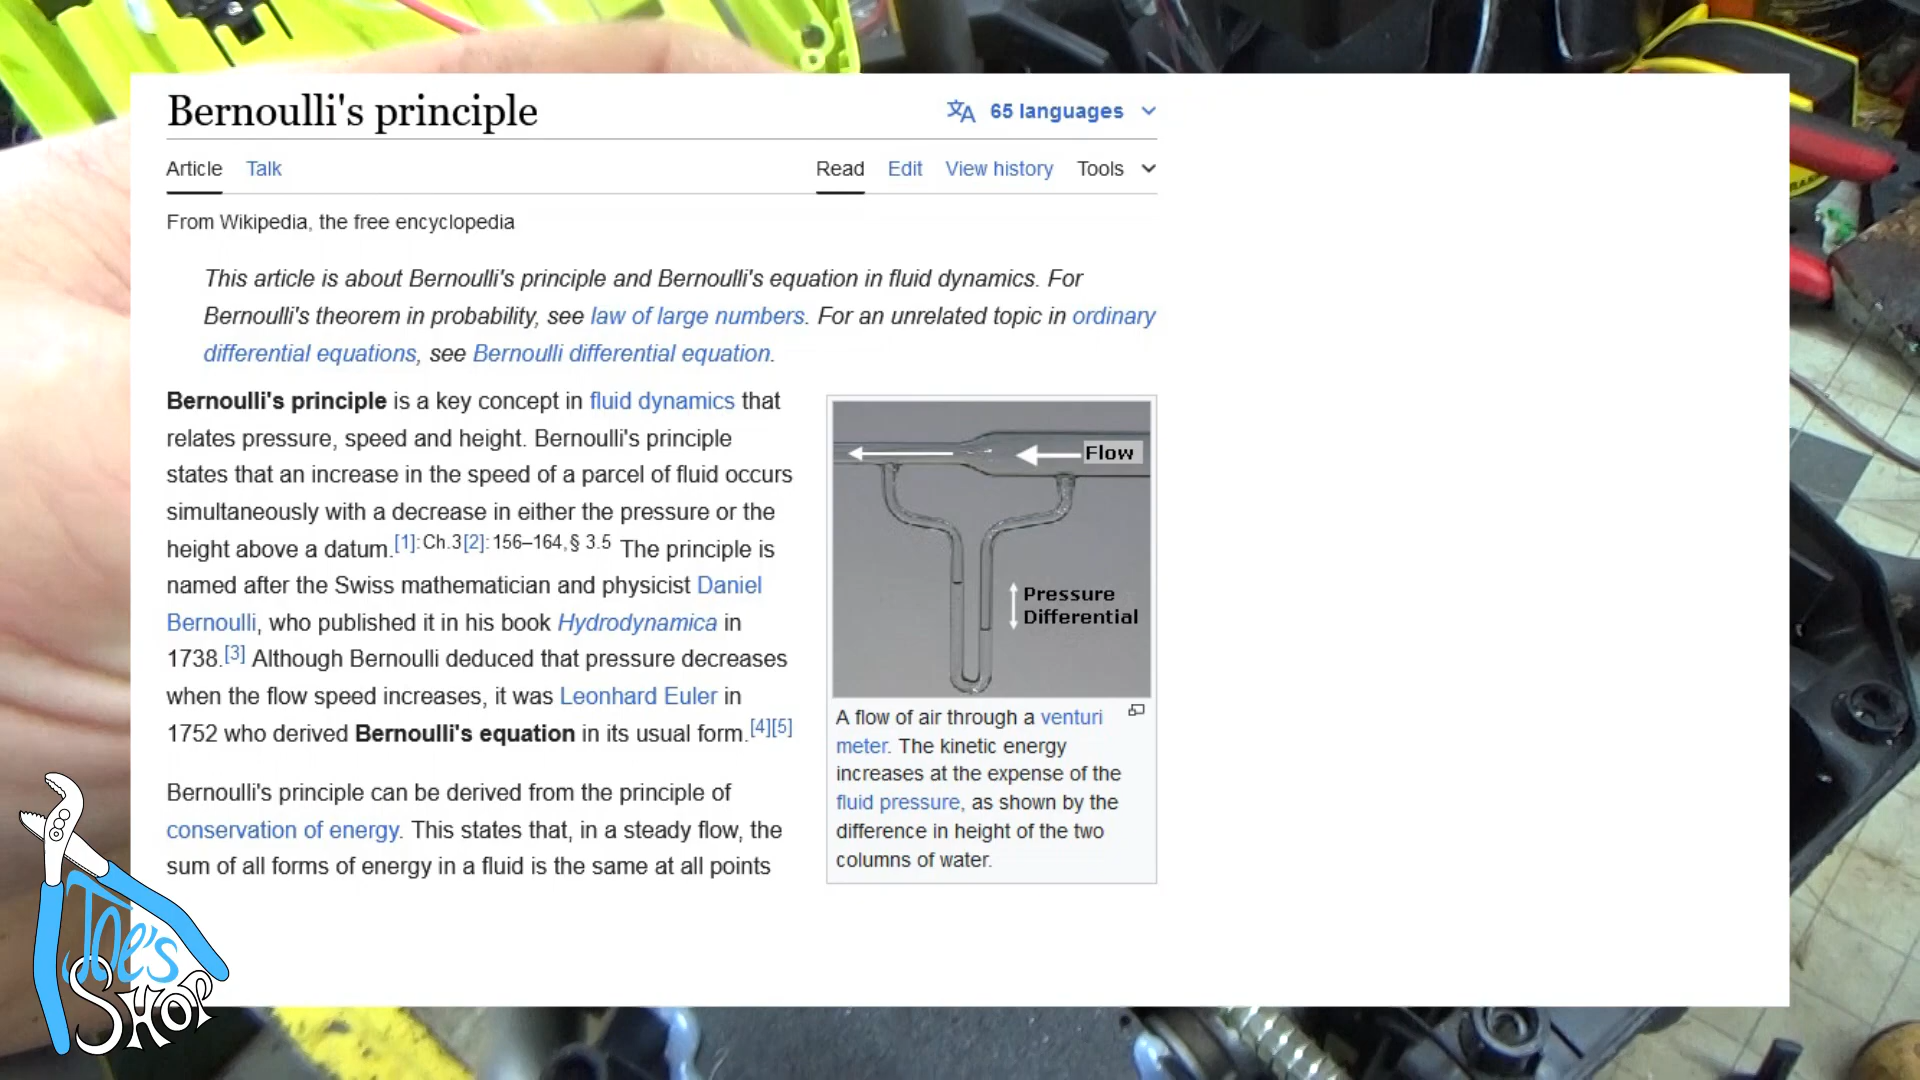 Bernoulli's principle
65 languages
Article Talk Read Edit View history Tools
From Wikipedia, the free encyclopedia
This article is about Bernoulli's principle and Bernoulli's equation in fluid dynamics. For
Bernoulli's theorem in probability, see law of large numbers. For an unrelated topic in ordinary
differential equations, see Bernoulli differential equation.
Bernoulli's principle is a key concept in fluid dynamics that
relates pressure, speed and height. Bernoulli's principle
states that an increase in the speed of a parcel of fluid occurs
simultaneously with a decrease in either the pressure or the
height above a datum.[1]: Ch.3 [2]: 156–164, § 3.5 The principle is
named after the Swiss mathematician and physicist Daniel
Bernoulli, who published it in his book Hydrodynamica in
1738.[3] Although Bernoulli deduced that pressure decreases
when the flow speed increases, it was Leonhard Euler in
1752 who derived Bernoulli's equation in its usual form.[4][5]
Bernoulli's principle can be derived from the principle of
conservation of energy. This states that, in a steady flow, the
sum of all forms of energy in a fluid is the same at all points
Flow
Pressure
Differential
A flow of air through a venturi
meter. The kinetic energy
increases at the expense of the
fluid pressure, as shown by the
difference in height of the two
columns of water.
Joe's
SHOP